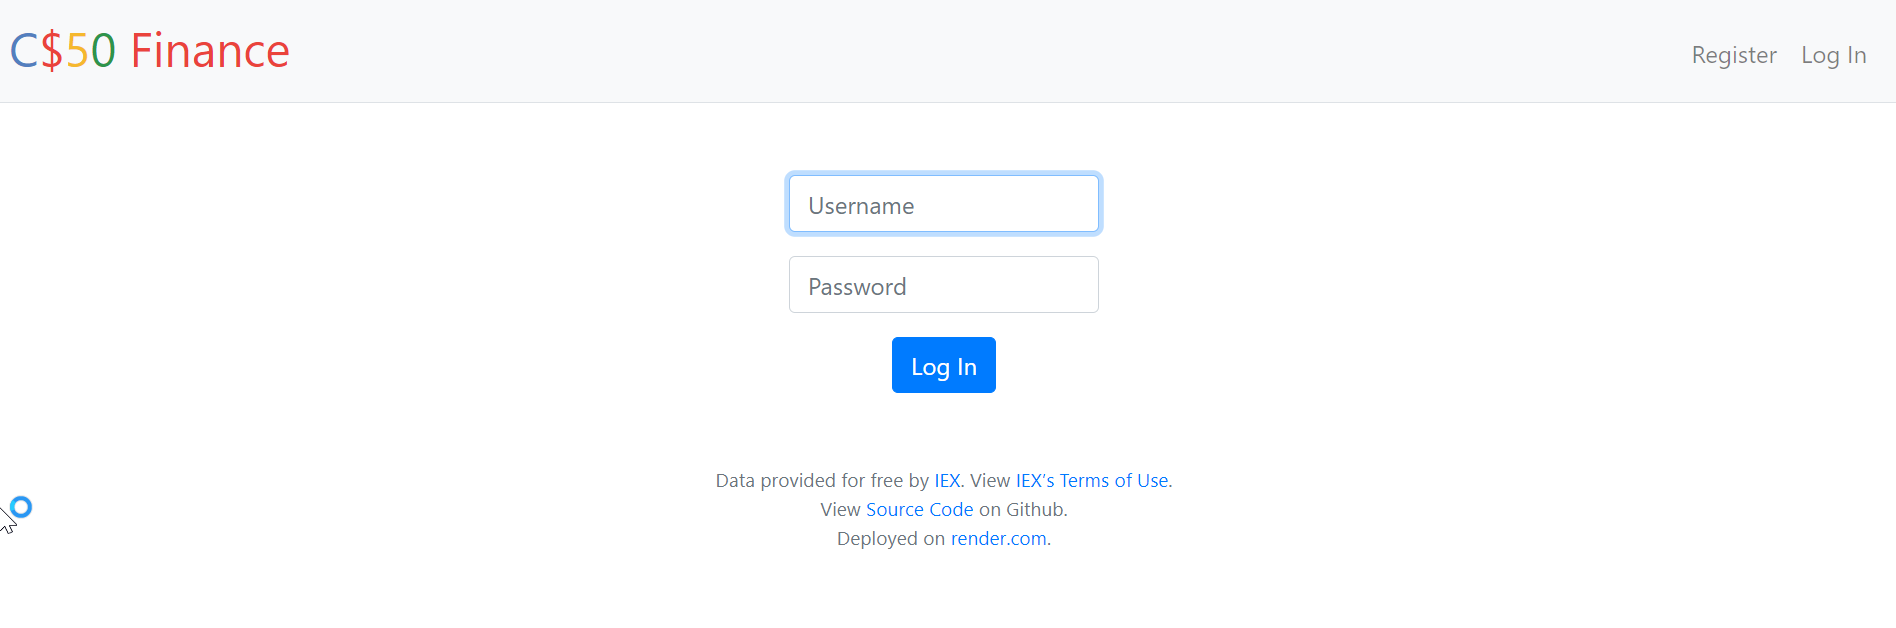 C$50 Finance
Register Log In
Username
Password
Log In
Data provided for free by IEX. View IEX’s Terms of Use.
View Source Code on Github.
Deployed on render.com.